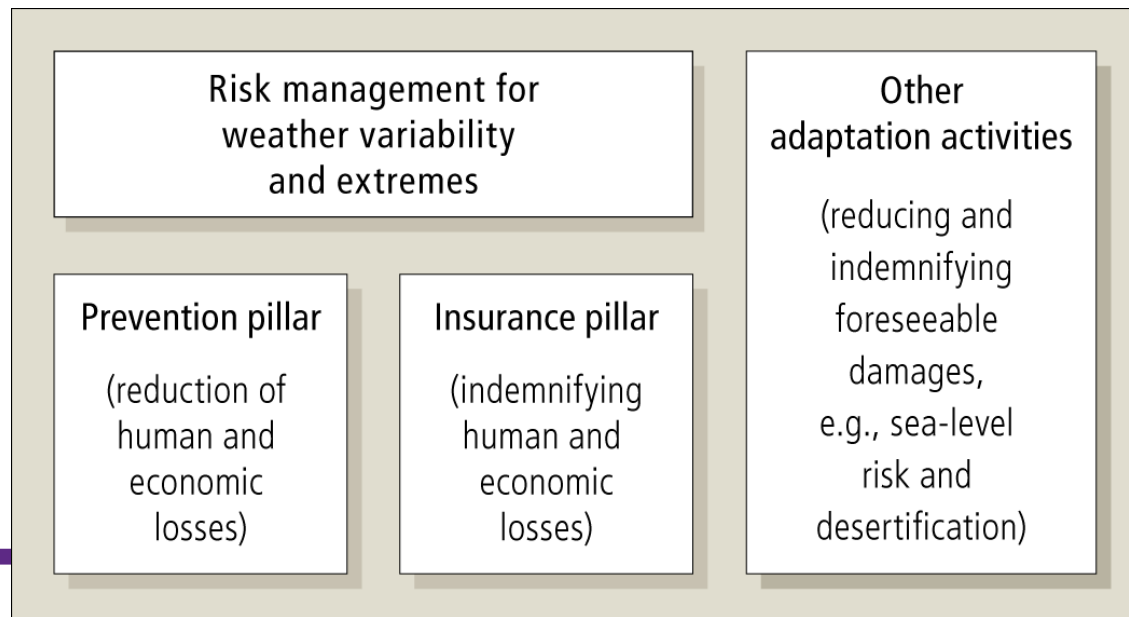 Risk management for
weather variability
and extremes
Prevention pillar
(reduction of
human and
economic
losses)
Insurance pillar
(indemnifying
human and
economic
losses)
Other
adaptation activities
(reducing and
indemnifying
foreseeable
damages,
e.g., sea-level
risk and
desertification)